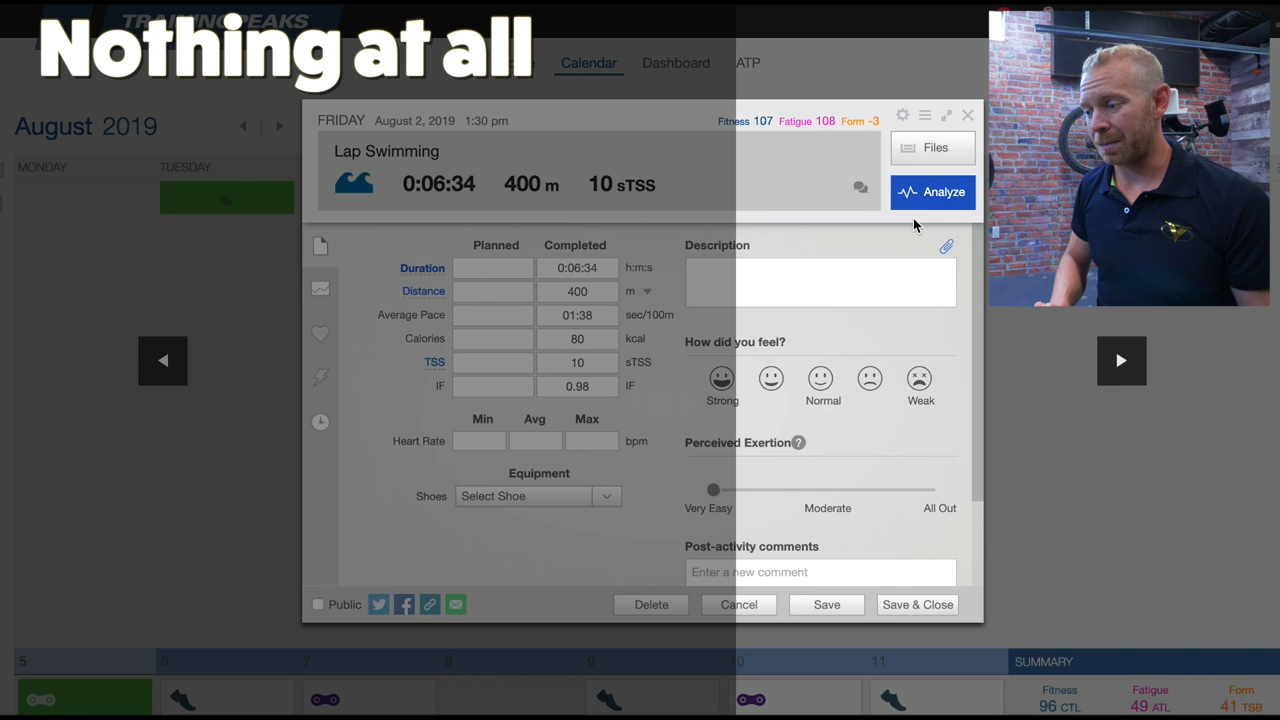 TRAININGPEAKS
Nothing at all
Calendar
Dashboard
ATP
August 2019
MONDAY
TUESDAY
FRIDAY August 2, 2019 1:30 pm
Fitness 107 Fatigue 108 Form -3
Lap Swimming
0:06:34 400 m 10 sTSS
Files
Analyze
Planned Completed
Duration 0:06:34 h:m:s
Distance 400 m
Average Pace 01:38 sec/100m
Calories 80 kcal
TSS 10 sTSS
IF 0.98 IF
Min Avg Max
Heart Rate bpm
Equipment
Shoes Select Shoe
Description
How did you feel?
Strong Normal Weak
Perceived Exertion ?
Very Easy Moderate All Out
Post-activity comments
Enter a new comment
Public
Delete Cancel Save Save & Close
5 6 7 8 9 10 11 SUMMARY
Fitness Fatigue Form
96 CTL 49 ATL 41 TSB